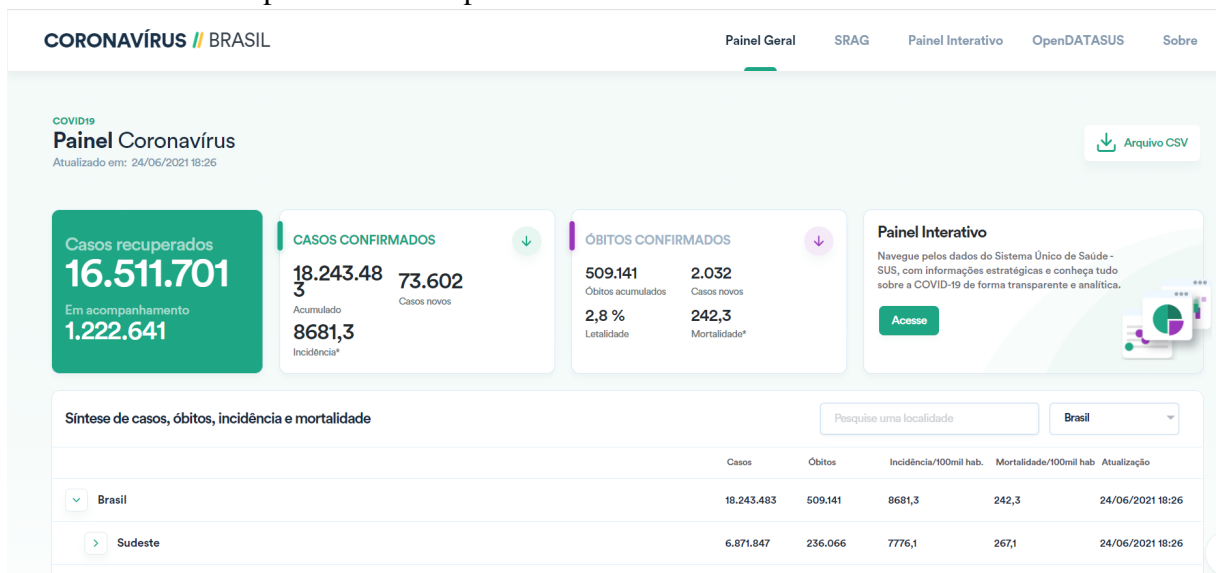 CORONAVÍRUS // BRASIL
Painel Geral SRAG Painel Interativo OpenDATASUS Sobre
COVID19
Painel Coronavírus
Atualizado em: 24/06/2021 18:26
Arquivo CSV
Casos recuperados
16.511.701
Em acompanhamento
1.222.641
CASOS CONFIRMADOS
18.243.48
3
Acumulado
73.602
Casos novos
8681,3
Incidência*
ÓBITOS CONFIRMADOS
509.141
Óbitos acumulados
2.032
Casos novos
2,8 %
Letalidade
242,3
Mortalidade*
Painel Interativo
Navegue pelos dados do Sistema Único de Saúde -
SUS, com informações estratégicas e conheça tudo
sobre a COVID-19 de forma transparente e analítica.
Acesse
Síntese de casos, óbitos, incidência e mortalidade
Pesquise uma localidade
Brasil
Casos Óbitos Incidência/100mil hab. Mortalidade/100mil hab Atualização
Brasil 18.243.483 509.141 8681,3 242,3 24/06/2021 18:26
Sudeste 6.871.847 236.066 7776,1 267,1 24/06/2021 18:26